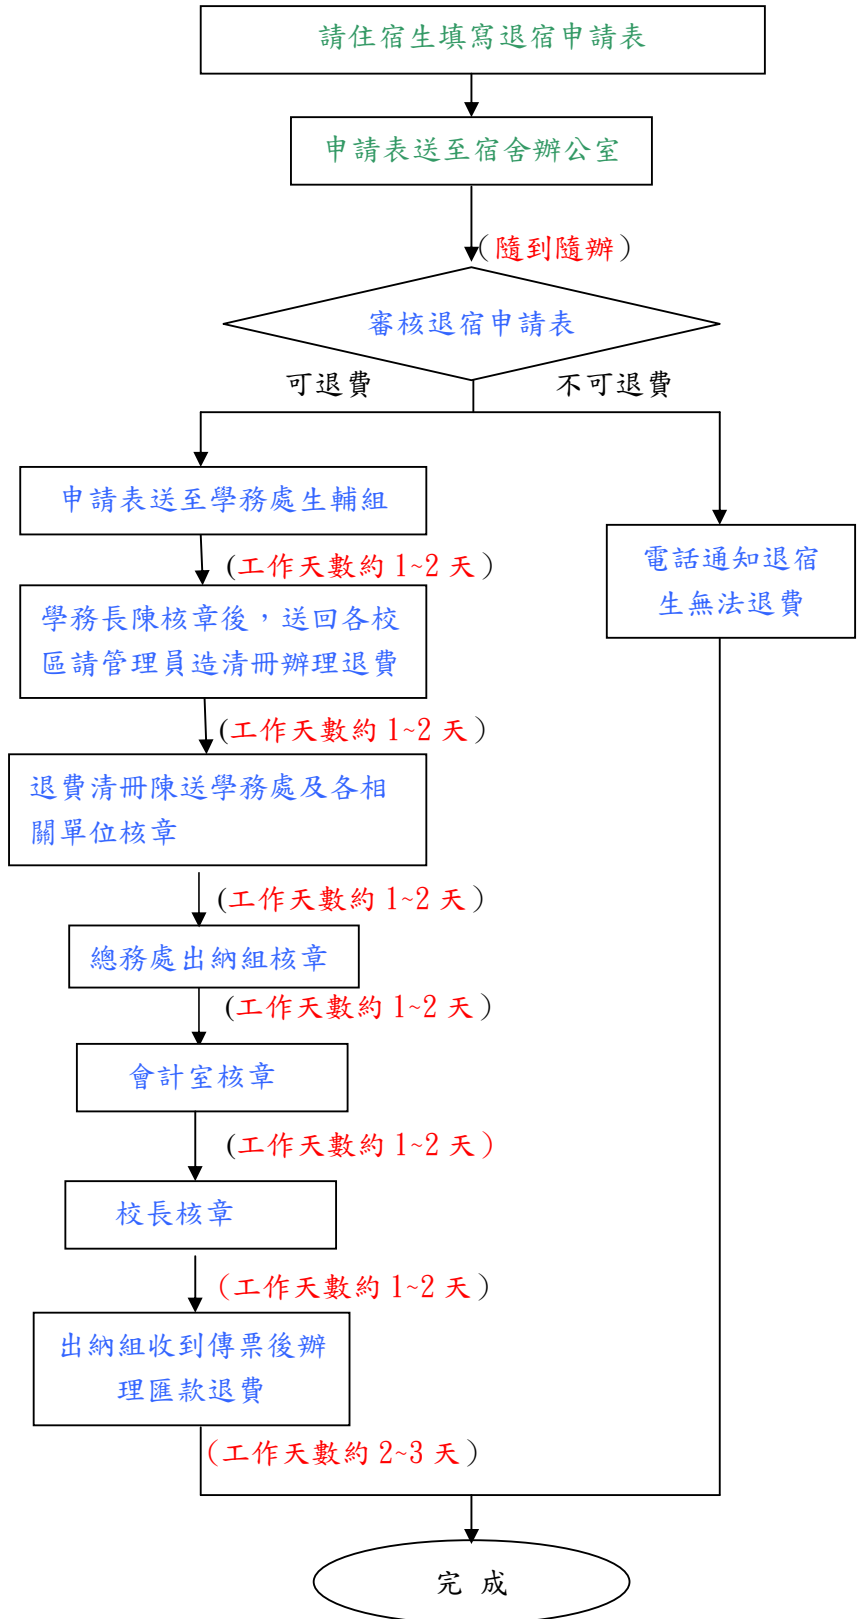 請住宿生填寫退宿申請表
申請表送至宿舍辦公室
（隨到隨辦）
審核退宿申請表
可退費
不可退費
申請表送至學務處生輔組
(工作天數約 1~2 天）
學務長陳核章後，送回各校
區請管理員造清冊辦理退費
(工作天數約 1~2 天）
退費清冊陳送學務處及各相
關單位核章
(工作天數約 1~2 天）
總務處出納組核章
(工作天數約 1~2 天）
會計室核章
(工作天數約 1~2 天）
校長核章
（工作天數約 1~2 天）
出納組收到傳票後辦
理匯款退費
（工作天數約 2~3 天）
電話通知退宿
生無法退費
完 成